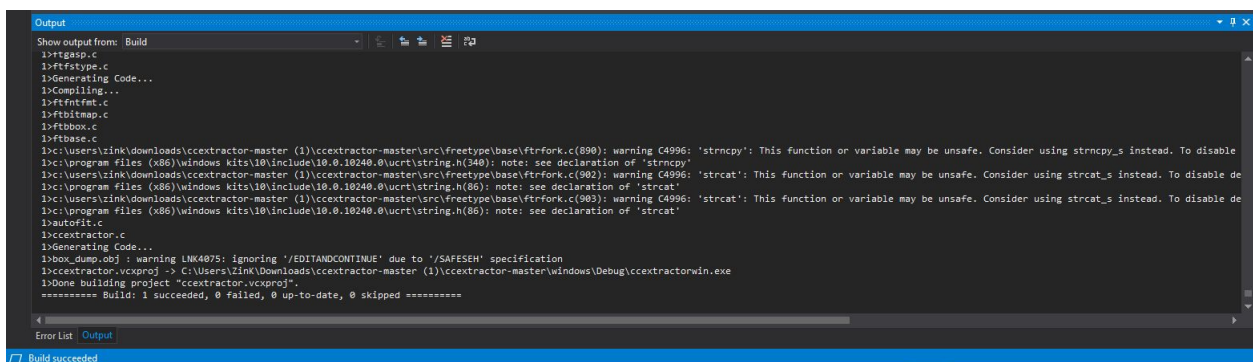 Output
Show output from: Build
1>ftgasp.c
1>ftfstype.c
1>Generating Code...
1>Compiling...
1>ftfntfmt.c
1>ftbitmap.c
1>ftbbox.c
1>ftbase.c
1>c:\users\zink\downloads\ccextractor-master (1)\ccextractor-master\src\freetype\base\ftrfork.c(890): warning C4996: 'strncpy': This function or variable may be unsafe. Consider using strncpy_s instead. To disable
1>c:\program files (x86)\windows kits\10\include\10.0.10240.0\ucrt\string.h(340): note: see declaration of 'strncpy'
1>c:\users\zink\downloads\ccextractor-master (1)\ccextractor-master\src\freetype\base\ftrfork.c(902): warning C4996: 'strcat': This function or variable may be unsafe. Consider using strcat_s instead. To disable de
1>c:\program files (x86)\windows kits\10\include\10.0.10240.0\ucrt\string.h(86): note: see declaration of 'strcat'
1>c:\users\zink\downloads\ccextractor-master (1)\ccextractor-master\src\freetype\base\ftrfork.c(903): warning C4996: 'strcat': This function or variable may be unsafe. Consider using strcat_s instead. To disable de
1>c:\program files (x86)\windows kits\10\include\10.0.10240.0\ucrt\string.h(86): note: see declaration of 'strcat'
1>autofit.c
1>ccextractor.c
1>Generating Code...
1>box_dump.obj : warning LNK4075: ignoring '/EDITANDCONTINUE' due to '/SAFESEH' specification
1>ccextractor.vcxproj -> C:\Users\ZinK\Downloads\ccextractor-master (1)\ccextractor-master\windows\Debug\ccextractorwin.exe
1>Done building project "ccextractor.vcxproj".
========== Build: 1 succeeded, 0 failed, 0 up-to-date, 0 skipped ==========
Error List Output
Build succeeded